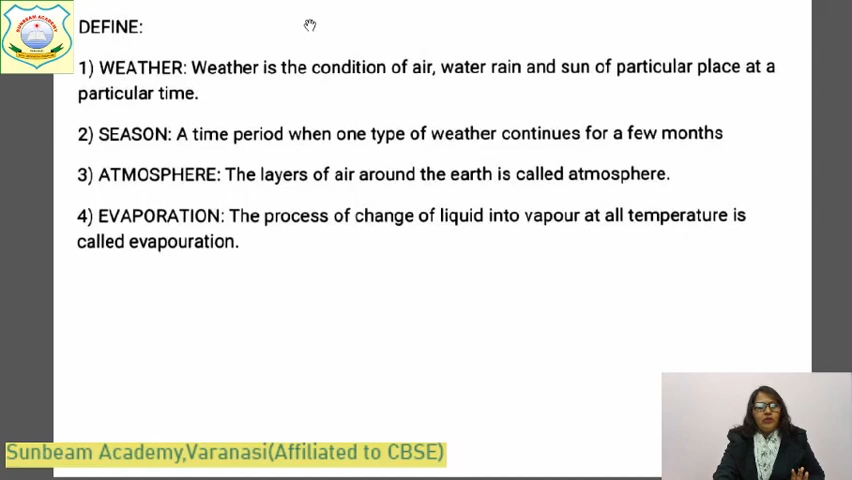 SUNBEAM ACADEMY
DEFINE:
1) WEATHER: Weather is the condition of air, water rain and sun of particular place at a
particular time.
2) SEASON: A time period when one type of weather continues for a few months
3) ATMOSPHERE: The layers of air around the earth is called atmosphere.
4) EVAPORATION: The process of change of liquid into vapour at all temperature is
called evapouration.
Sunbeam Academy,Varanasi(Affiliated to CBSE)